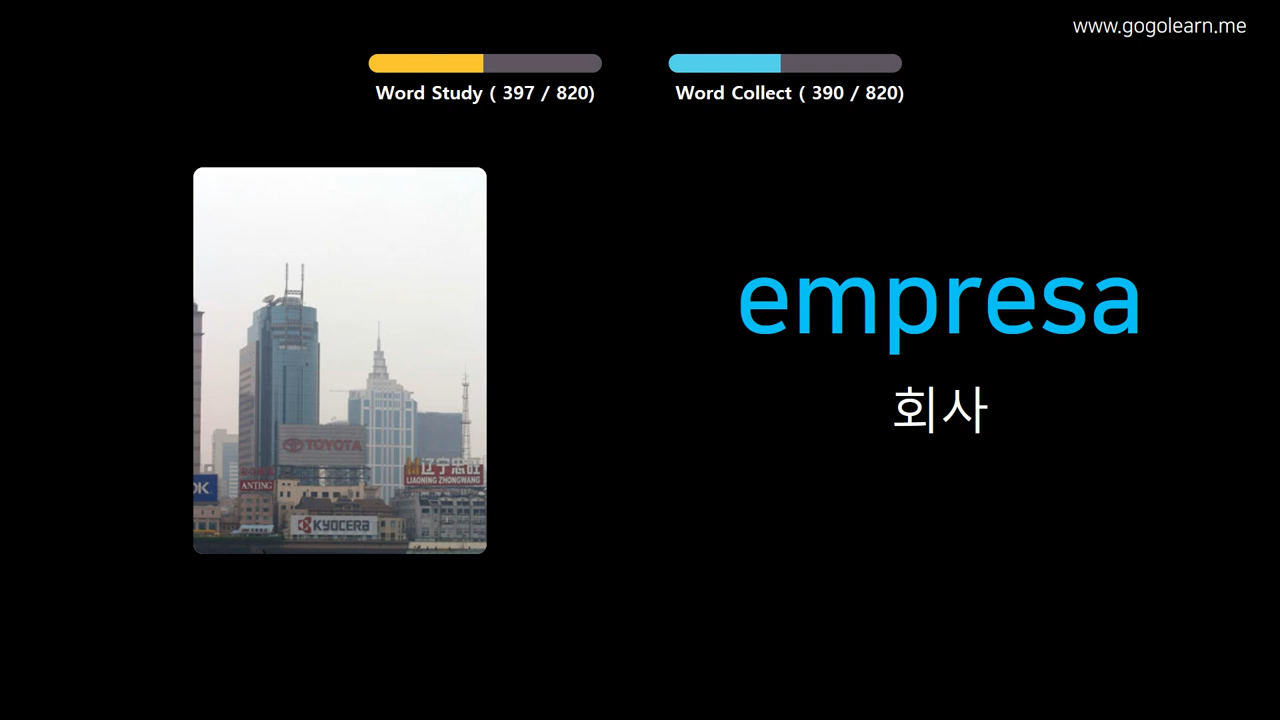 www.gogolearn.me
Word Study ( 397 / 820)
Word Collect ( 390 / 820)
empresa
회사
TOYOTA
辽宁忠旺
LIAONING ZHONGWANG
OK
ANTING
KYOCERA